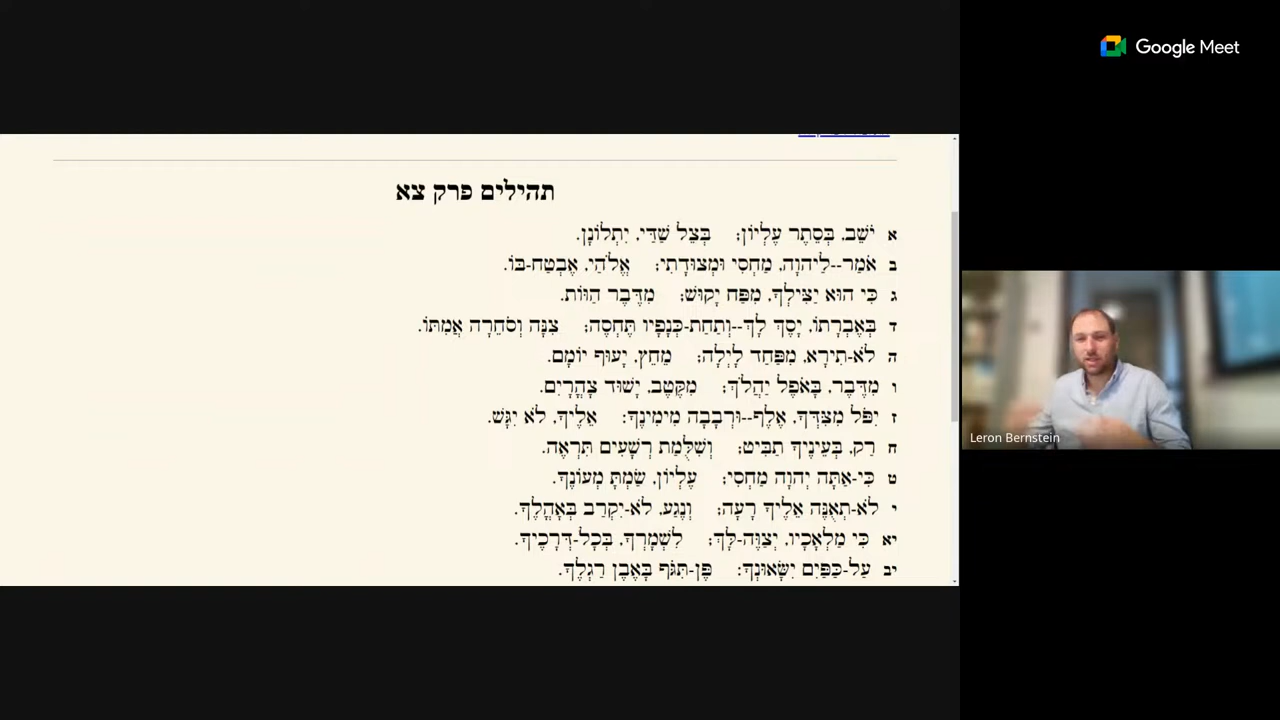 Google Meet
תהילים פרק צא
א יֹשֵׁב, בְּסֵתֶר עֶלְיוֹן; בְּצֵל שַׁדַּי, יִתְלוֹנָן.
ב אֹמַר--לַיהוָה, מַחְסִי וּמְצוּדָתִי; אֱלֹהַי, אֶבְטַח-בּוֹ.
ג כִּי הוּא יַצִּילְךָ, מִפַּח יָקוּשׁ; מִדֶּבֶר הַוּוֹת.
ד בְּאֶבְרָתוֹ, יָסֶךְ לָךְ--וְתַחַת-כְּנָפָיו תֶּחְסֶה; צִנָּה וְסֹחֵרָה אֲמִתּוֹ.
ה לֹא-תִירָא, מִפַּחַד לָיְלָה; מֵחֵץ, יָעוּף יוֹמָם.
ו מִדֶּבֶר, בָּאֹפֶל יַהֲלֹךְ; מִקֶּטֶב, יָשׁוּד צָהֳרָיִם.
ז יִפֹּל מִצִּדְּךָ, אֶלֶף--וּרְבָבָה מִימִינֶךָ: אֵלֶיךָ, לֹא יִגָּשׁ.
ח רַק, בְּעֵינֶיךָ תַבִּיט; וְשִׁלֻּמַת רְשָׁעִים תִּרְאֶה.
ט כִּי-אַתָּה יְהוָה מַחְסִי; עֶלְיוֹן, שַׂמְתָּ מְעוֹנֶךָ.
י לֹא-תְאֻנֶּה אֵלֶיךָ רָעָה; וְנֶגַע, לֹא-יִקְרַב בְּאָהֳלֶךָ.
יא כִּי מַלְאָכָיו, יְצַוֶּה-לָּךְ; לִשְׁמָרְךָ, בְּכָל-דְּרָכֶיךָ.
יב עַל-כַּפַּיִם יִשָּׂאוּנְךָ: פֶּן-תִּגֹּף בָּאֶבֶן רַגְלֶךָ.
Leron Bernstein